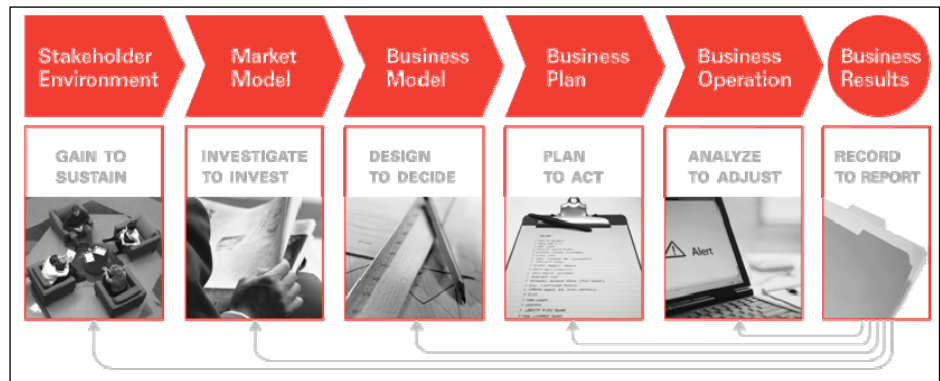 Stakeholder
Environment
Market
Model
Business
Model
Business
Plan
Business
Operation
Business
Results
GAIN TO
SUSTAIN
INVESTIGATE
TO INVEST
DESIGN
TO DECIDE
PLAN
TO ACT
ANALYZE
TO ADJUST
RECORD
TO REPORT
Alert